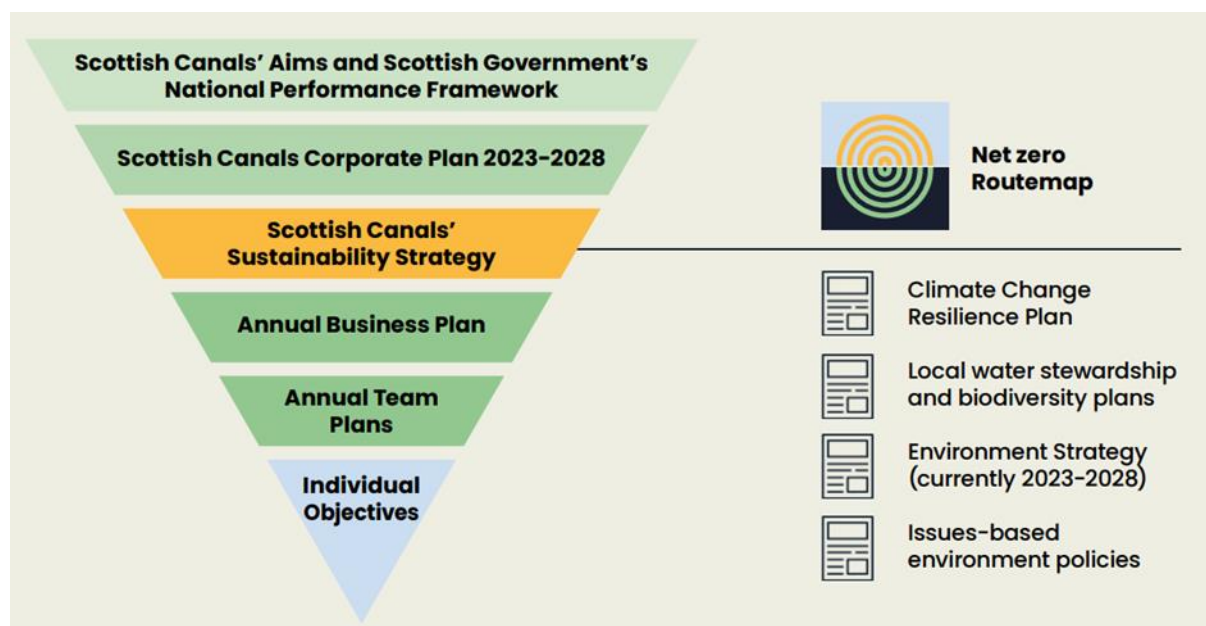 Scottish Canals’ Aims and Scottish Government’s
National Performance Framework
Scottish Canals Corporate Plan 2023-2028
Scottish Canals’
Sustainability Strategy
Annual Business Plan
Annual Team
Plans
Individual
Objectives
Net zero
Routemap
Climate Change
Resilience Plan
Local water stewardship
and biodiversity plans
Environment Strategy
(currently 2023-2028)
Issues-based
environment policies